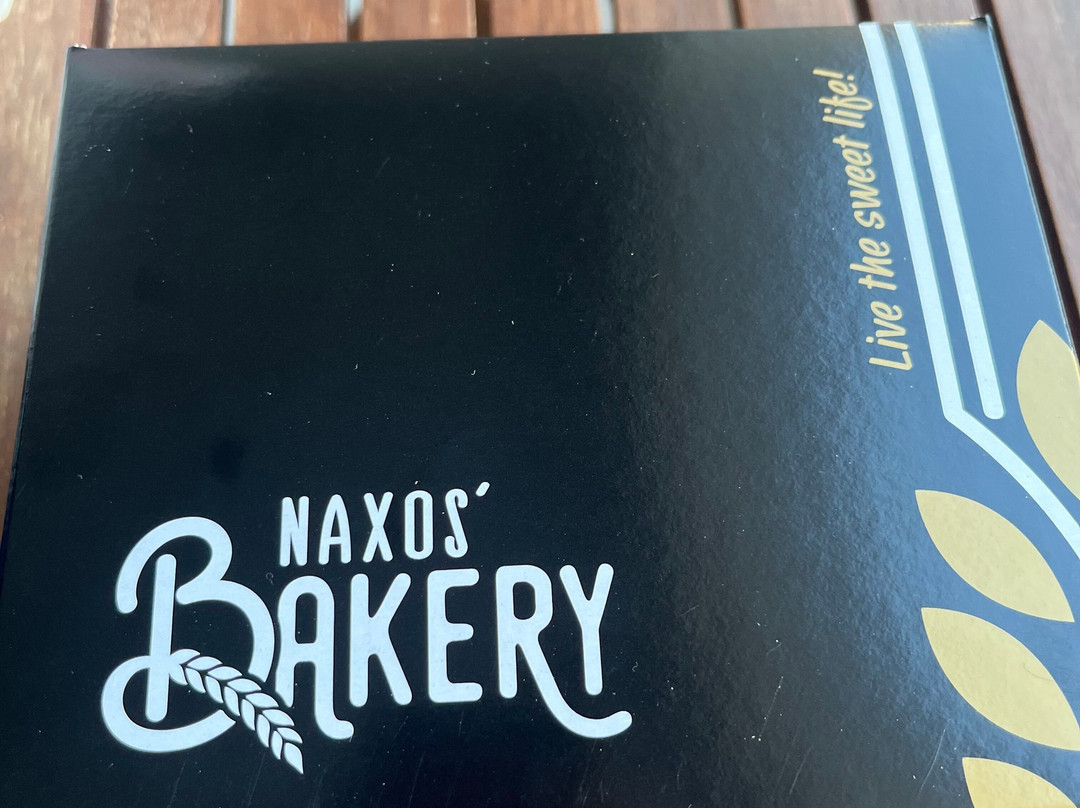 Live the sweet life!
NAXOS'
BAKERY